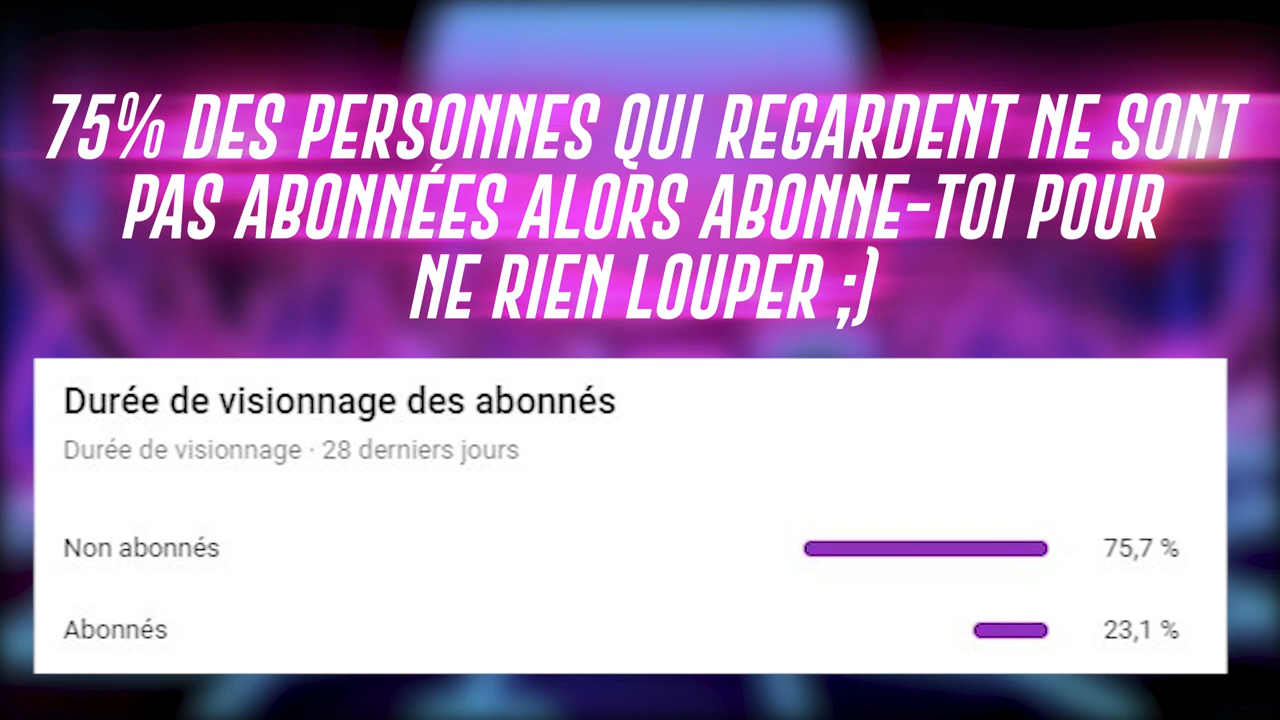 75% DES PERSONNES QUI REGARDENT NE SONT
PAS ABONNÉES ALORS ABONNE-TOI POUR
NE RIEN LOUPER ;)
Durée de visionnage des abonnés
Durée de visionnage · 28 derniers jours
Non abonnés 75,7 %
Abonnés 23,1 %